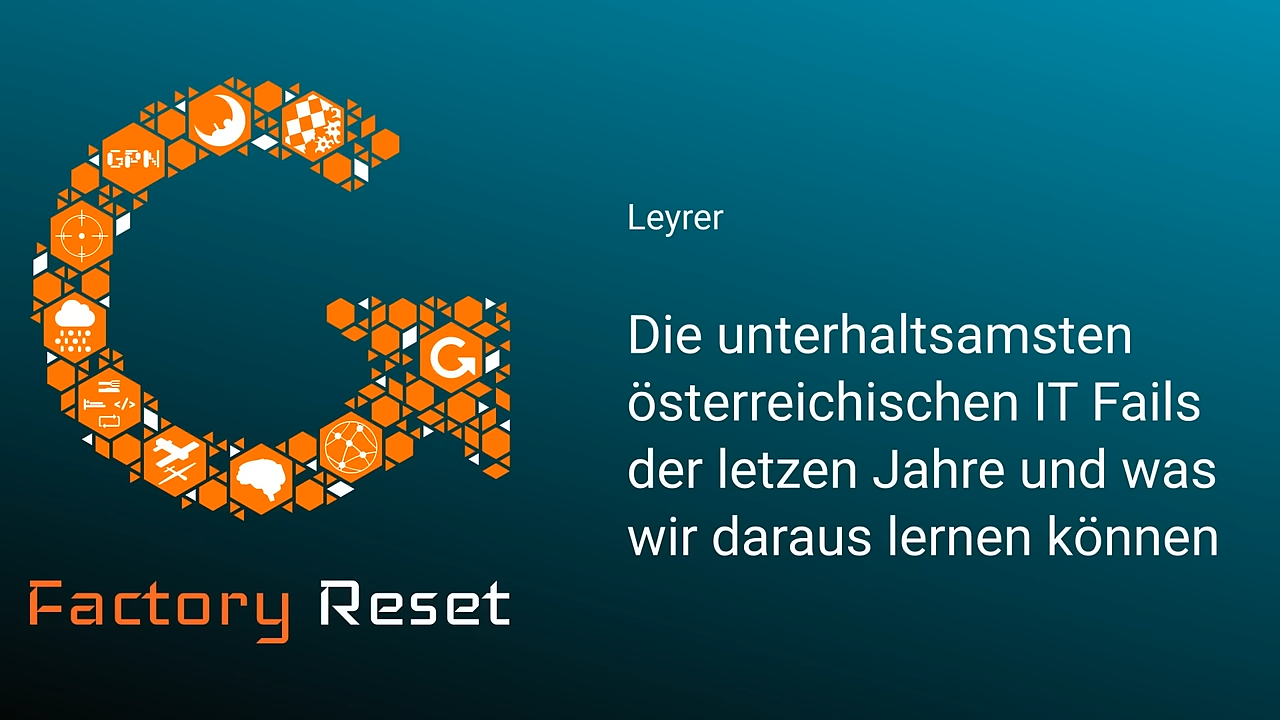 GPN
</>
Leyrer
Die unterhaltsamsten
österreichischen IT Fails
der letzen Jahre und was
wir daraus lernen können
Factory Reset